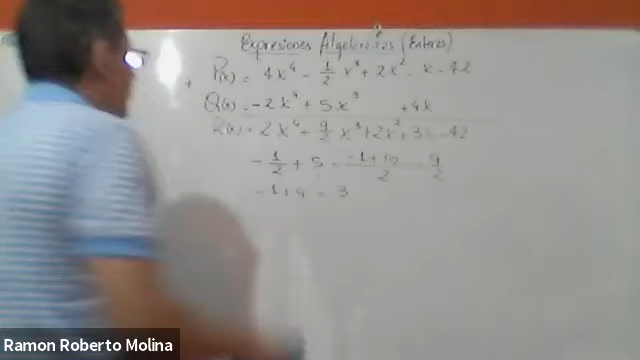 Expresiones Algebraicas (Enteras)
P(x) = 4x⁴ - 1/2 x³ + 2x² - x - 42
+ Q(x) = -2x⁴ + 5x³ + 4x
R(x) = 2x⁴ + 9/2 x³ + 2x² + 3x - 42
- 1/2 + 5 = -1+10/2 = 9/2
-1+4 = 3
Ramon Roberto Molina